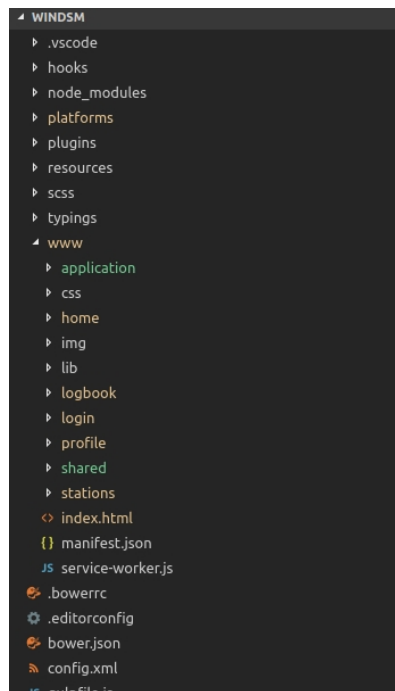 WINDSM
.vscode
hooks
node_modules
platforms
plugins
resources
scss
typings
www
application
css
home
img
lib
logbook
login
profile
shared
stations
<> index.html
{} manifest.json
JS service-worker.js
.bowerrc
.editorconfig
bower.json
config.xml